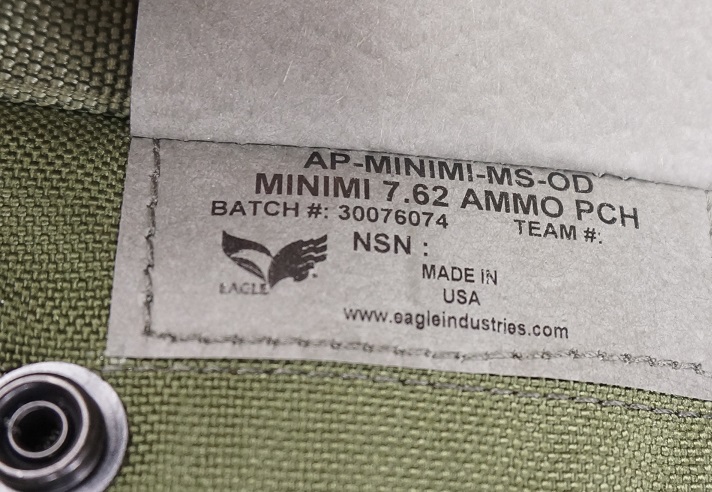 AP-MINIMI-MS-OD
MINIMI 7.62 AMMO PCH
BATCH #: 30076074 TEAM #:
NSN :
EAGLE
MADE IN
USA
www.eagleindustries.com